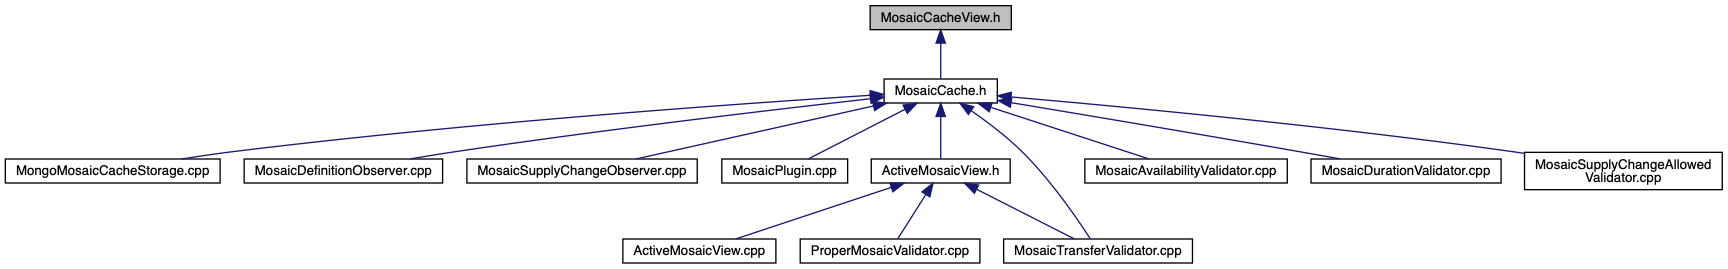 MosaicCacheView.h
MosaicCache.h
MongoMosaicCacheStorage.cpp
MosaicDefinitionObserver.cpp
MosaicSupplyChangeObserver.cpp
MosaicPlugin.cpp
ActiveMosaicView.h
MosaicAvailabilityValidator.cpp
MosaicDurationValidator.cpp
MosaicSupplyChangeAllowed
Validator.cpp
ActiveMosaicView.cpp
ProperMosaicValidator.cpp
MosaicTransferValidator.cpp